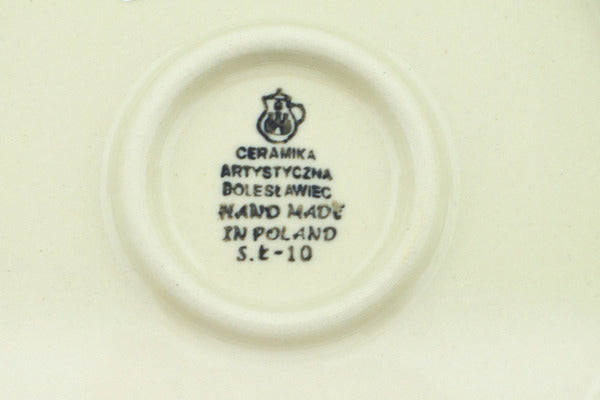 CERAMIKA
ARTYSTYCZNA
BOLESŁAWIEC
HAND MADE
IN POLAND
S.Ł-10